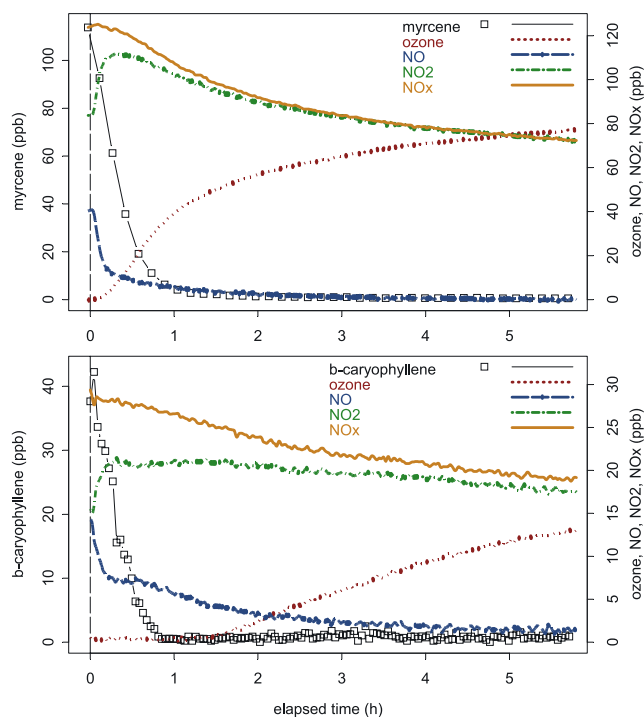 myrcene
ozone
NO
NO2
NOx
myrcene (ppb)
0 20 40 60 80 100
ozone, NO, NO2, NOx (ppb)
0 20 40 60 80 100 120
0 1 2 3 4 5
b-caryophyllene
ozone
NO
NO2
NOx
b-caryophyllene (ppb)
0 10 20 30 40
ozone, NO, NO2, NOx (ppb)
0 5 10 15 20 25 30
0 1 2 3 4 5
elapsed time (h)